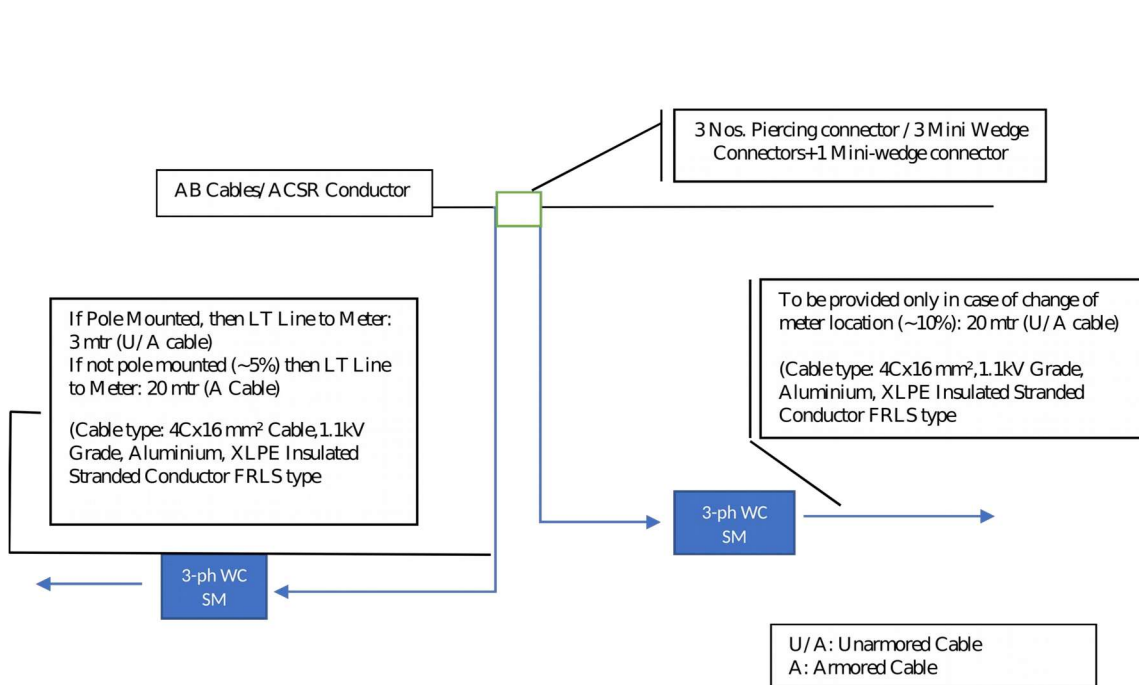 3 Nos. Piercing connector / 3 Mini Wedge
Connectors+1 Mini-wedge connector
AB Cables/ACSR Conductor
If Pole Mounted, then LT Line to Meter:
3 mtr (U/A cable)
If not pole mounted (~5%) then LT Line
to Meter: 20 mtr (A Cable)
(Cable type: 4Cx16 mm² Cable,1.1kV
Grade, Aluminium, XLPE Insulated
Stranded Conductor FRLS type
To be provided only in case of change of
meter location (~10%): 20 mtr (U/A cable)
(Cable type: 4Cx16 mm²,1.1kV Grade,
Aluminium, XLPE Insulated Stranded
Conductor FRLS type
3-ph WC
SM
3-ph WC
SM
U/A: Unarmored Cable
A: Armored Cable